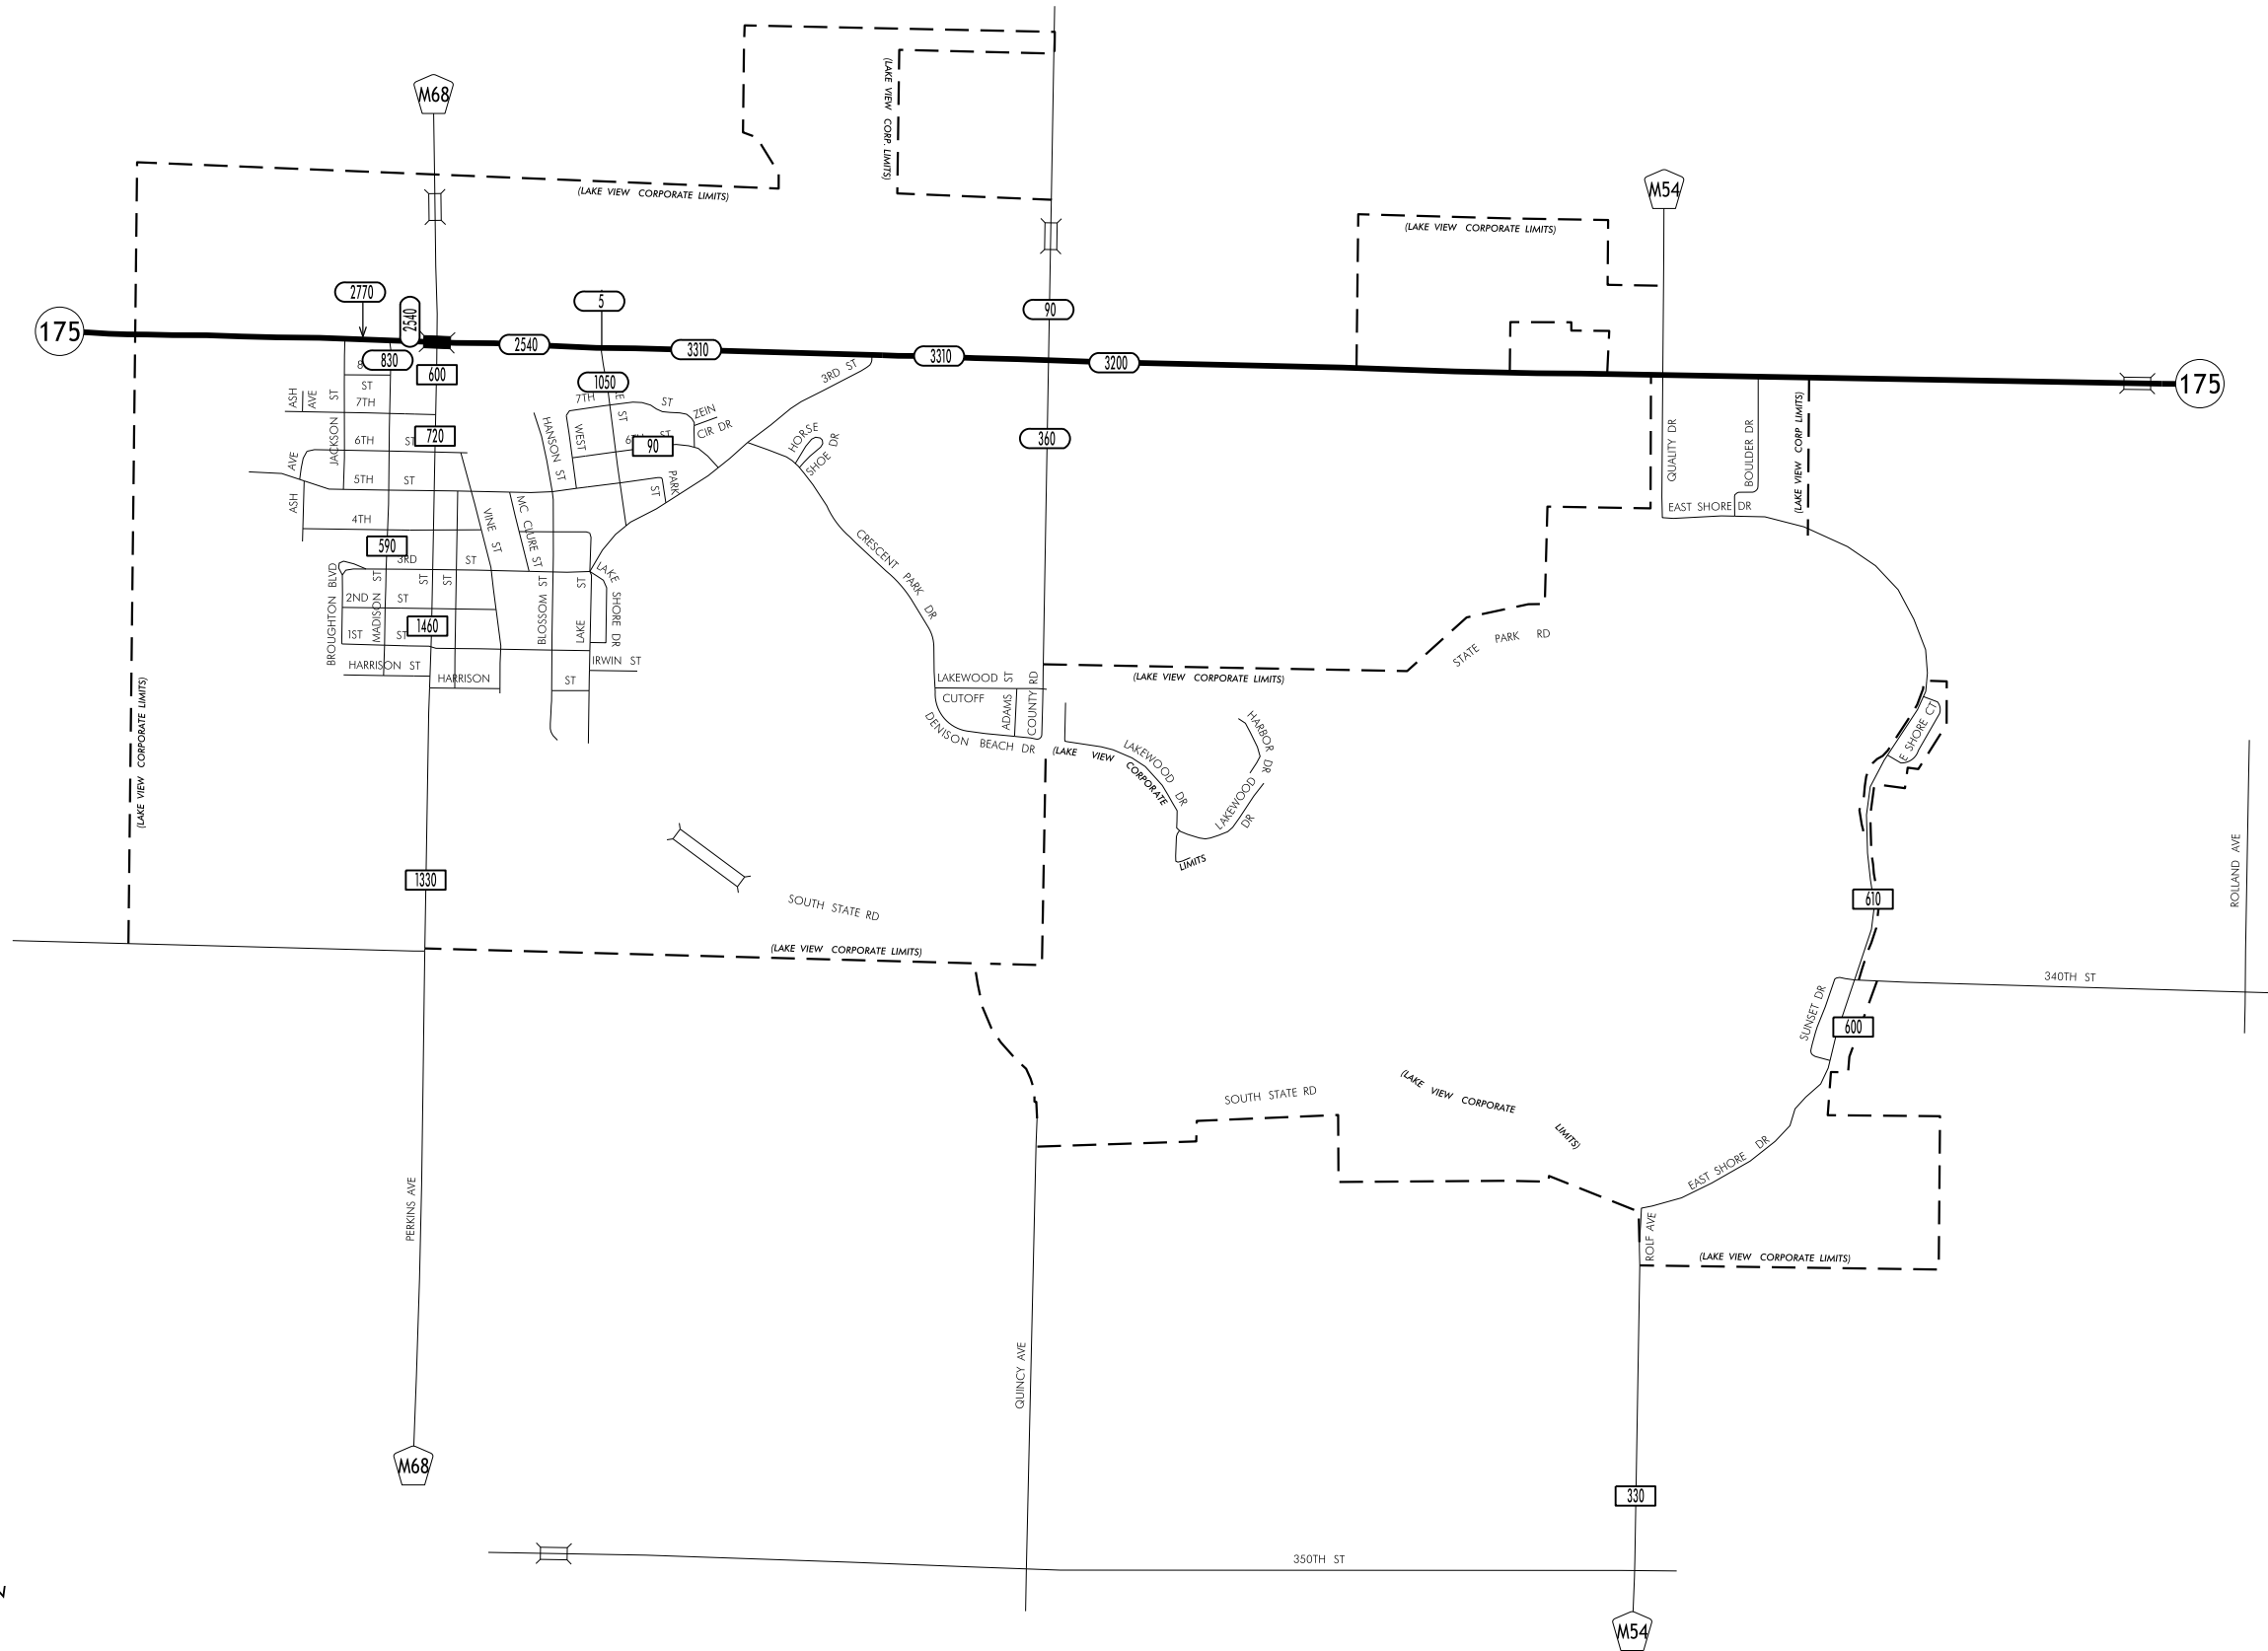 M68
(LAKE VIEW CORP. LIMITS)
(LAKE VIEW CORPORATE LIMITS)
M54
(LAKE VIEW CORPORATE LIMITS)
2770
2540
5
90
175
2540
3310
3310
3200
175
830
600
1050
3RD ST
8
ST
7TH
ASH AVE
JACKSON ST
6TH ST
720
HANSON ST
WEST
7TH ST
E ST
ZEIN
CIR DR
90
HORSE SHOE DR
360
QUALITY DR
BOULDER DR
(LAKE VIEW CORP LIMITS)
ASH AVE
5TH ST
PARK ST
4TH
VINE ST
MC CLURE ST
EAST SHORE DR
590
3RD ST
CRESCENT PARK DR
BROUGHTON BLVD
2ND ST
MADISON ST
ST
ST
BLOSSOM ST
LAKE ST
LAKE SHORE DR
1ST ST
1460
HARRISON ST
HARRISON ST
IRWIN ST
STATE PARK RD
(LAKE VIEW CORPORATE LIMITS)
LAKEWOOD ST
CUTOFF
ADAMS
COUNTY RD
DENISON BEACH DR
(LAKE VIEW CORPORATE LIMITS
LAKEWOOD DR
HARBOR DR
LAKEWOOD DR
E SHORE CT
(LAKE VIEW CORPORATE LIMITS)
1330
SOUTH STATE RD
610
ROLLAND AVE
(LAKE VIEW CORPORATE LIMITS)
340TH ST
SUNSET DR
600
SOUTH STATE RD
(LAKE VIEW CORPORATE LIMITS)
EAST SHORE DR
PERKINS AVE
ROLF AVE
(LAKE VIEW CORPORATE LIMITS)
QUINCY AVE
M68
330
350TH ST
M54